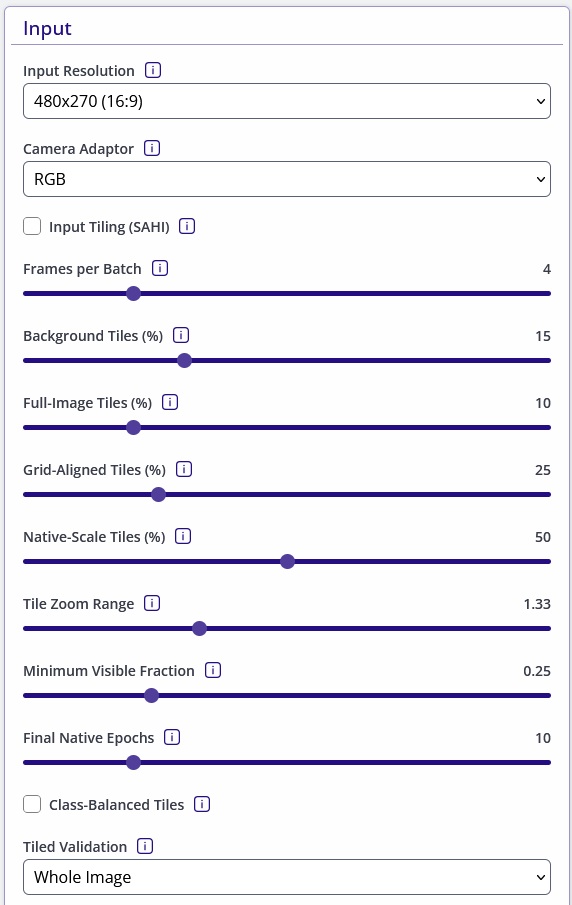 Input
Input Resolution
480x270 (16:9)
Camera Adaptor
RGB
Input Tiling (SAHI)
Frames per Batch 4
Background Tiles (%) 15
Full-Image Tiles (%) 10
Grid-Aligned Tiles (%) 25
Native-Scale Tiles (%) 50
Tile Zoom Range 1.33
Minimum Visible Fraction 0.25
Final Native Epochs 10
Class-Balanced Tiles
Tiled Validation
Whole Image